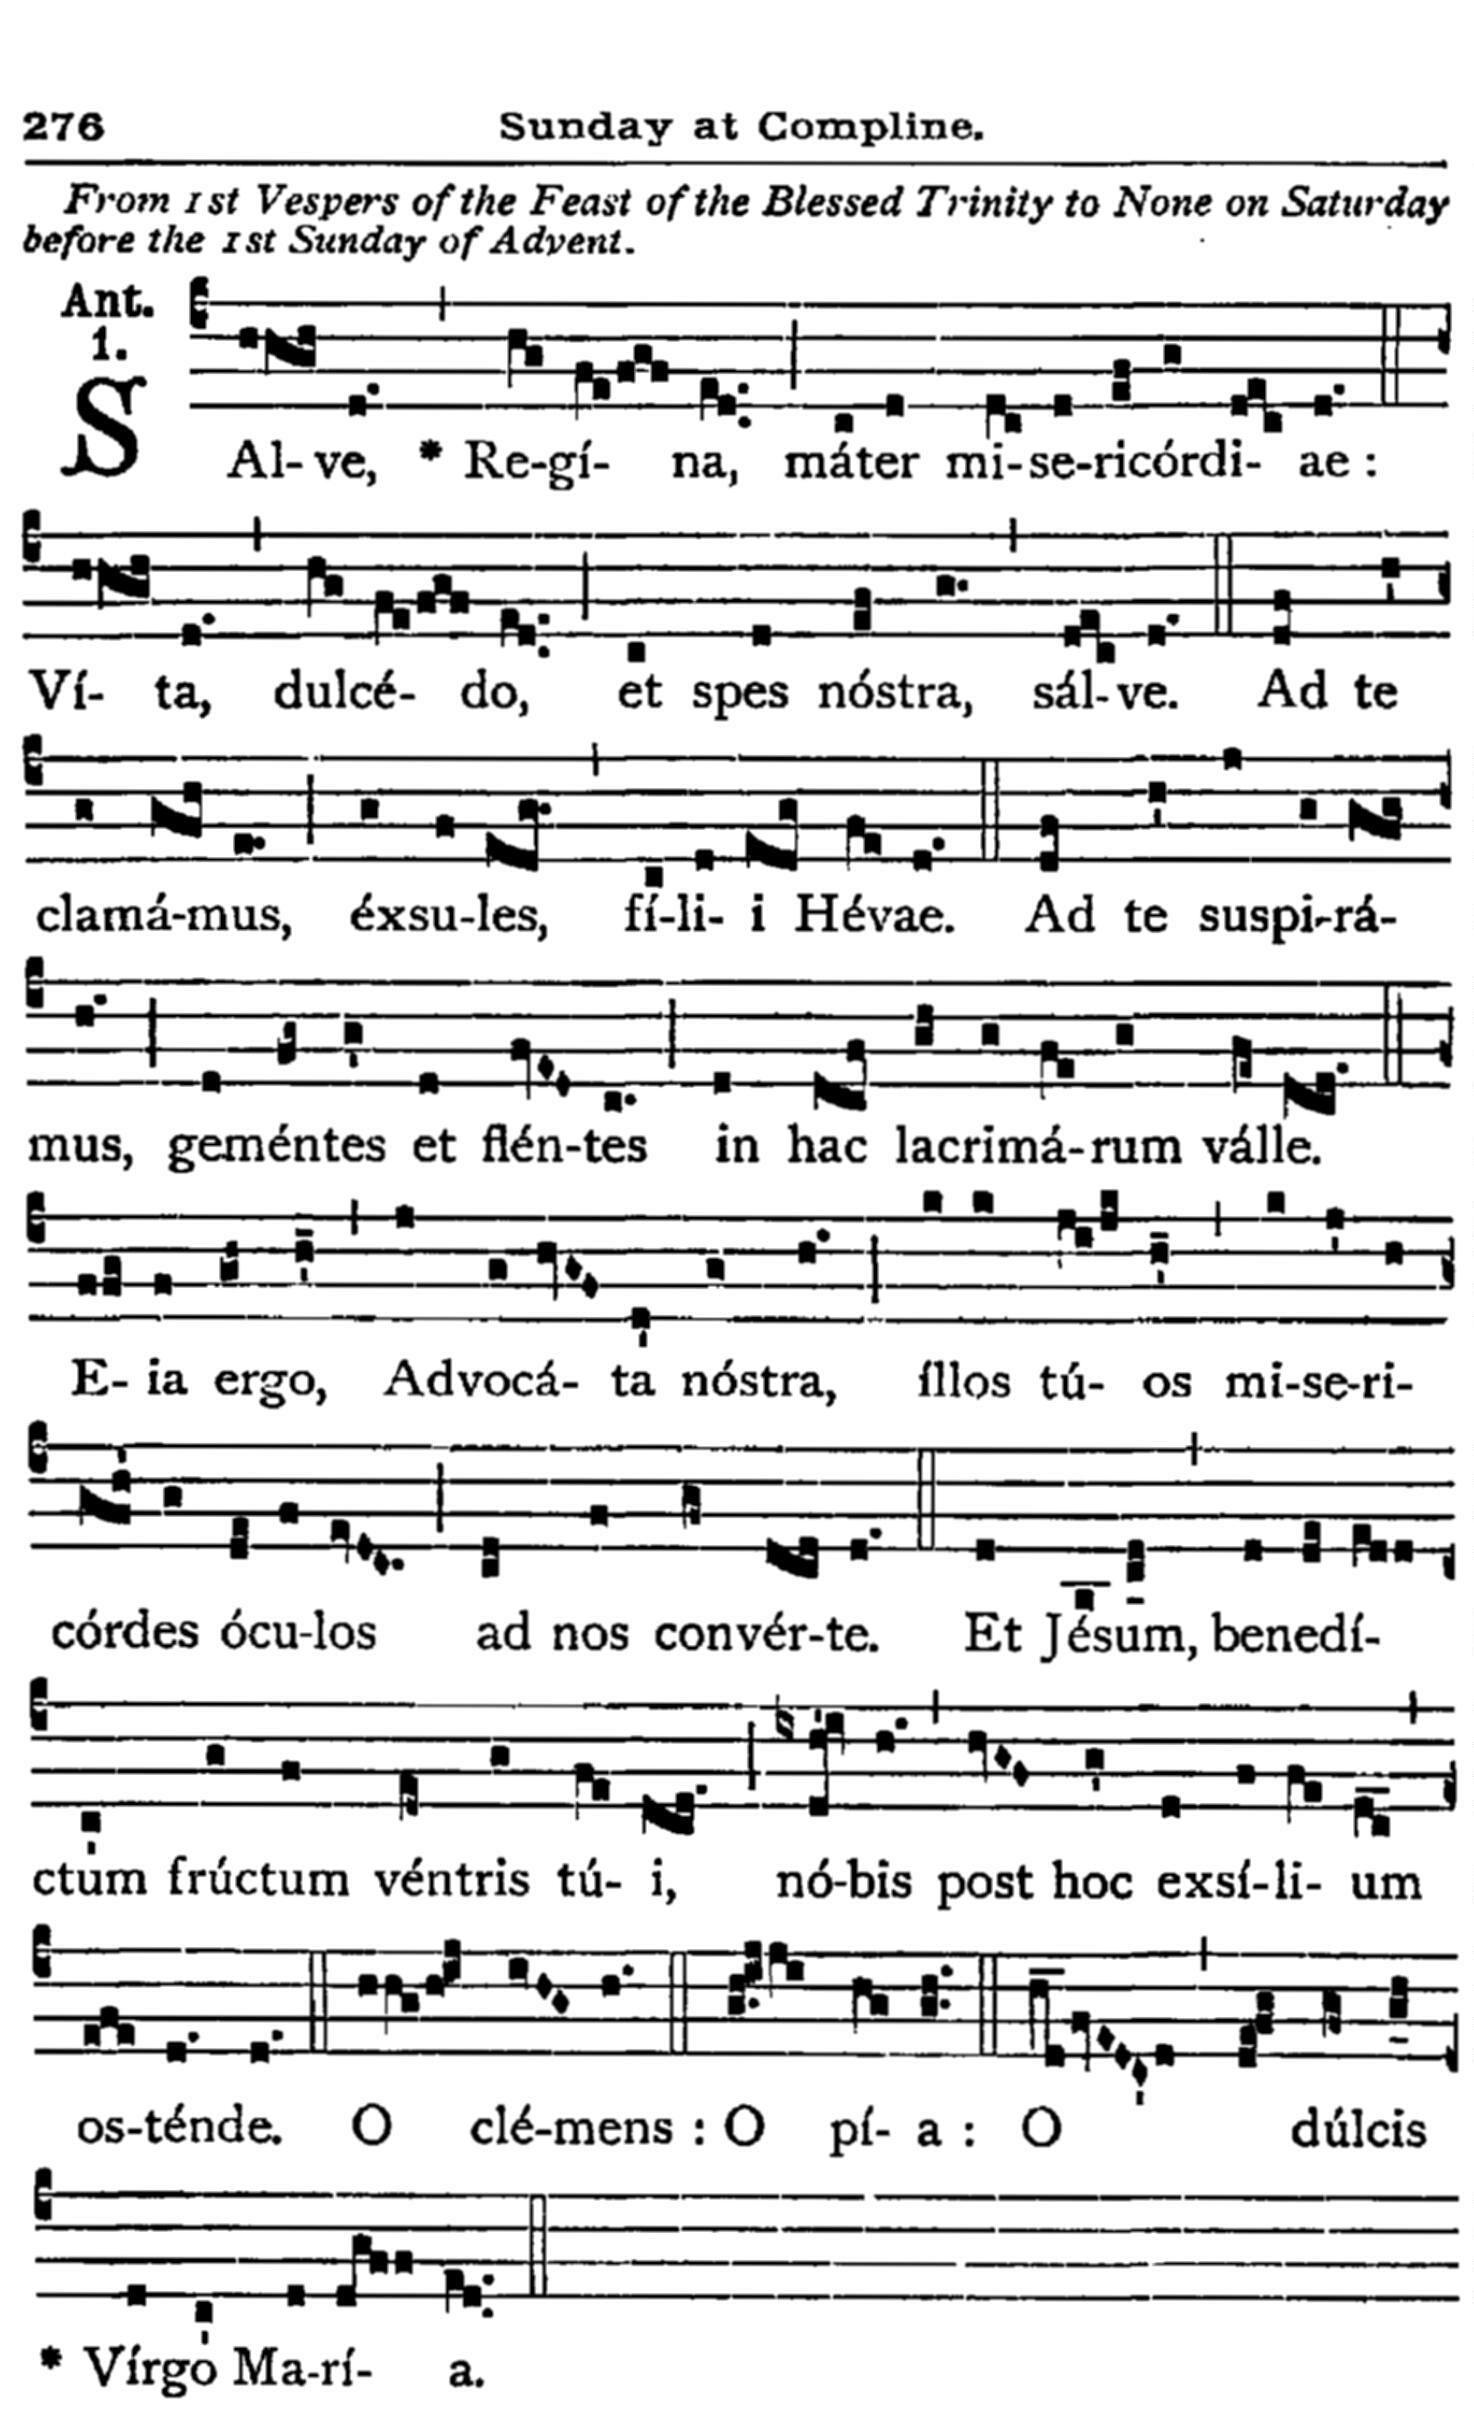 276 Sunday at Compline.
From 1st Vespers of the Feast of the Blessed Trinity to None on Saturday
before the 1st Sunday of Advent.
Ant.
1.
SAl- ve, * Re-gí- na, máter mi-se-ricórdi- ae :
Ví- ta, dulcé- do, et spes nóstra, sál-ve. Ad te
clamá-mus, éxsu-les, fí-li- i Hévae. Ad te suspi-rá-
mus, geméntes et flén-tes in hac lacrimá-rum válle.
E- ia ergo, Advocá- ta nóstra, íllos tú- os mi-se-ri-
córdes ócu-los ad nos convér-te. Et Jésum, benedí-
ctum frúctum véntris tú- i, nó-bis post hoc exsí-li- um
os-ténde. O clé-mens : O pí- a : O dúlcis
* Vírgo Ma-rí- a.